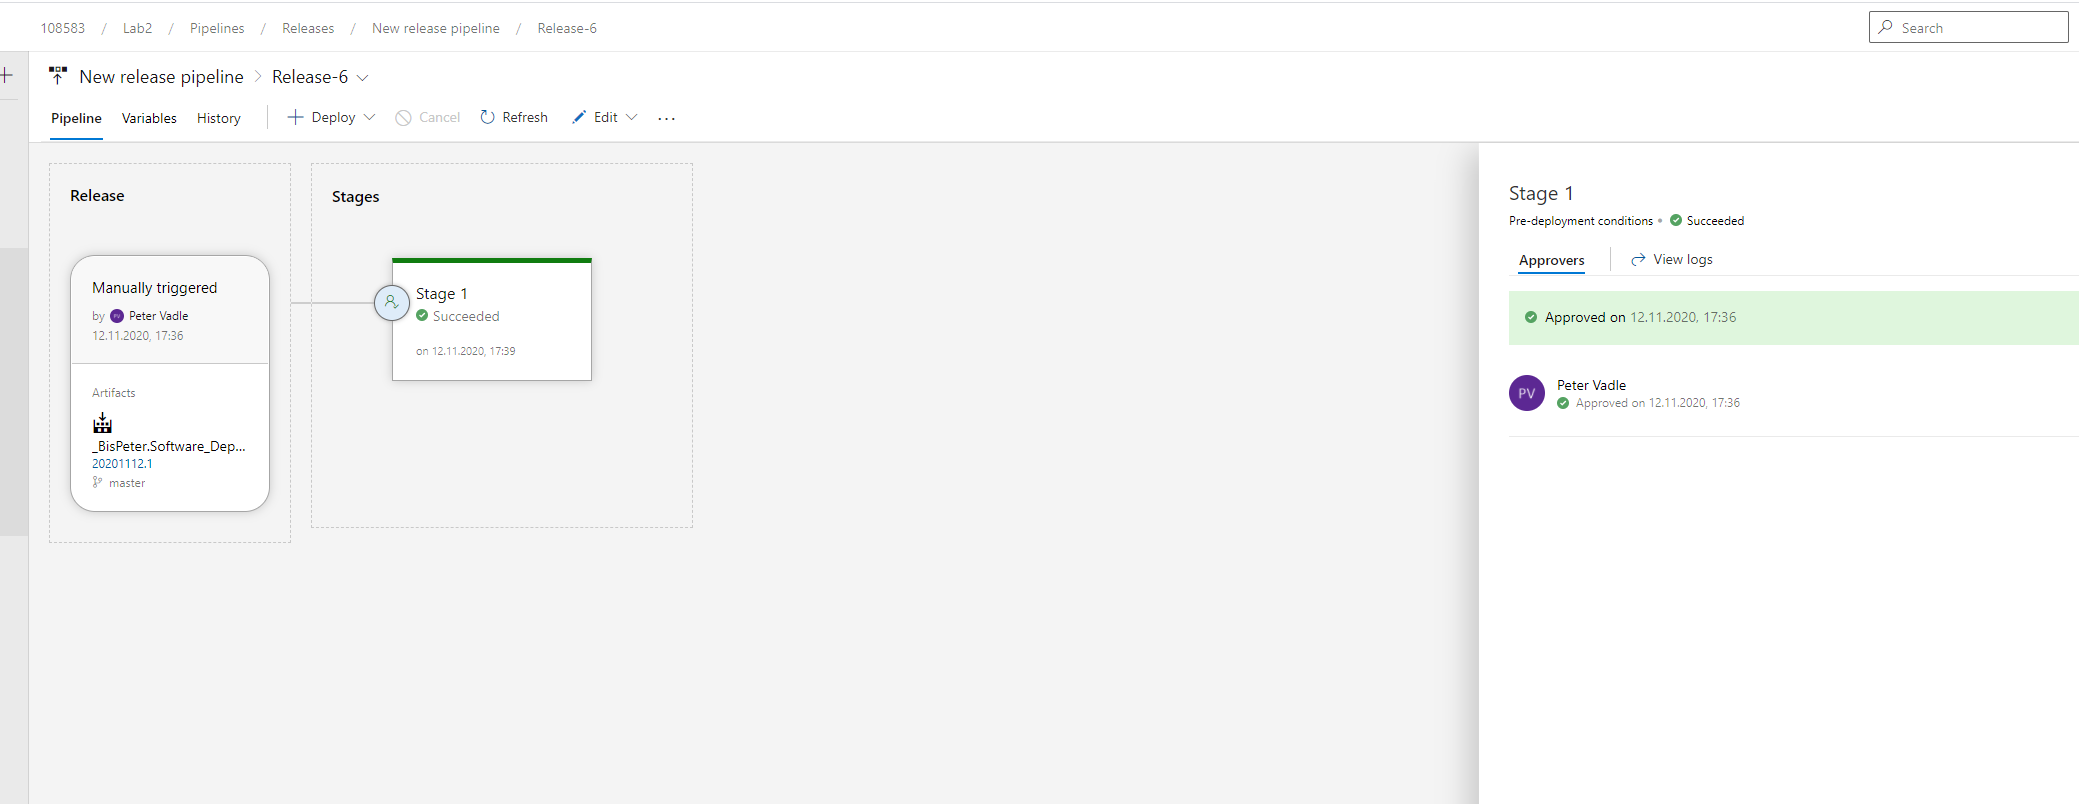 108583 / Lab2 / Pipelines / Releases / New release pipeline / Release-6
Search
New release pipeline > Release-6
Pipeline Variables History Deploy Cancel Refresh Edit ...
Release
Manually triggered
by PV Peter Vadle
12.11.2020, 17:36
Artifacts
_BisPeter.Software_Dep...
20201112.1
master
Stages
Stage 1
Succeeded
on 12.11.2020, 17:39
Stage 1
Pre-deployment conditions • Succeeded
Approvers View logs
Approved on 12.11.2020, 17:36
PV
Peter Vadle
Approved on 12.11.2020, 17:36